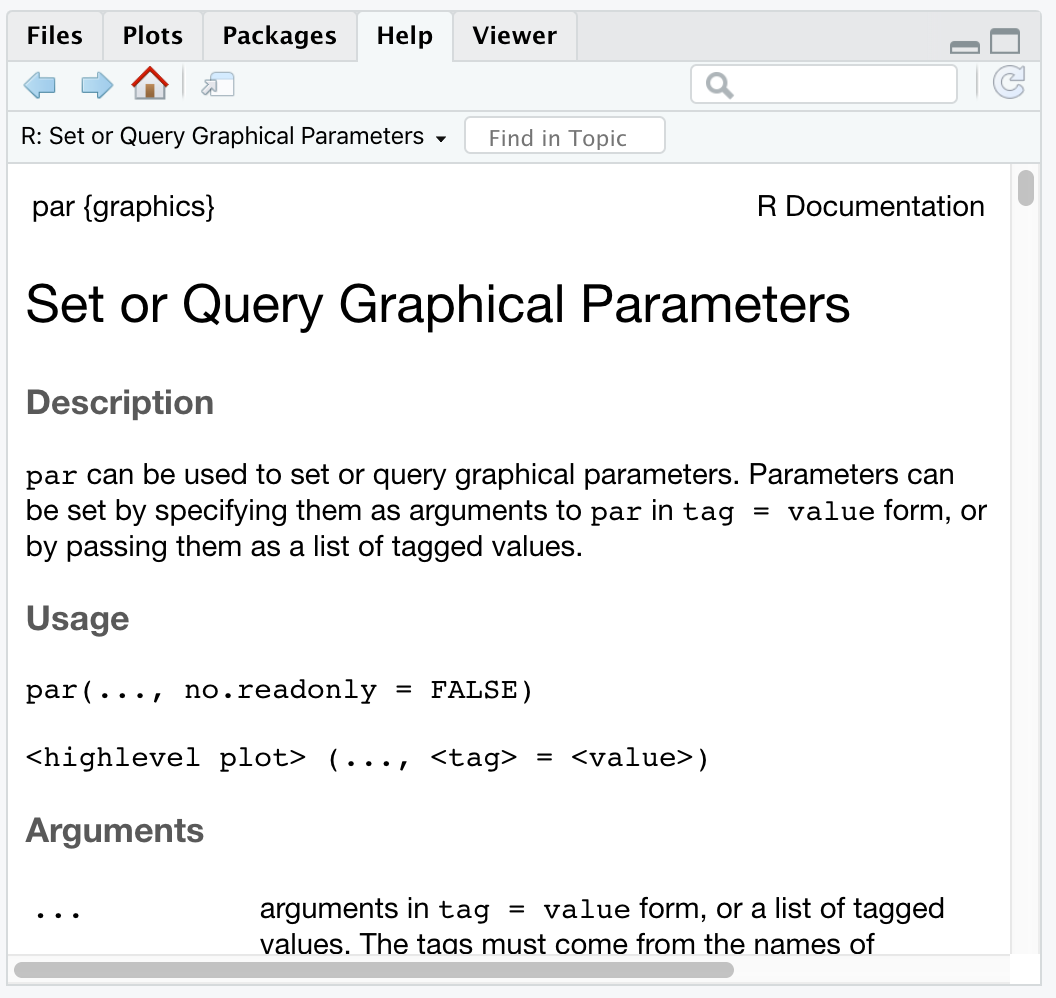 Files Plots Packages Help Viewer
R: Set or Query Graphical Parameters Find in Topic
par {graphics} R Documentation
Set or Query Graphical Parameters
Description
par can be used to set or query graphical parameters. Parameters can
be set by specifying them as arguments to par in tag = value form, or
by passing them as a list of tagged values.
Usage
par(..., no.readonly = FALSE)
<highlevel plot> (..., <tag> = <value>)
Arguments
... arguments in tag = value form, or a list of tagged
values. The tags must come from the names of